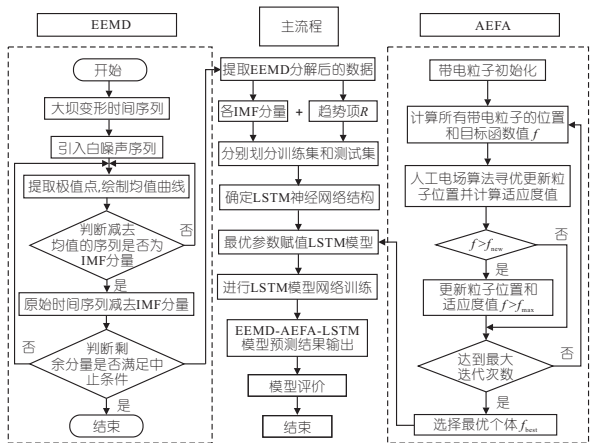 EEMD
开始
大坝变形时间序列
引入白噪声序列
提取极值点,绘制均值曲线
判断减去
均值的序列是否为
IMF分量
否
是
原始时间序列减去IMF分量
判断剩
余分量是否满足中
止条件
否
是
结束
主流程
提取EEMD分解后的数据
各IMF分量
+
趋势项R
分别划分训练集和测试集
确定LSTM神经网络结构
最优参数赋值LSTM模型
进行LSTM模型网络训练
EEMD-AEFA-LSTM
模型预测结果输出
模型评价
结束
AEFA
带电粒子初始化
计算所有带电粒子的位置
和目标函数值 f
人工电场算法寻优更新粒
子位置并计算适应度值
f>fnew
否
是
更新粒子位置和
适应度值 f>fmax
达到最大
迭代次数
否
是
选择最优个体 fbest